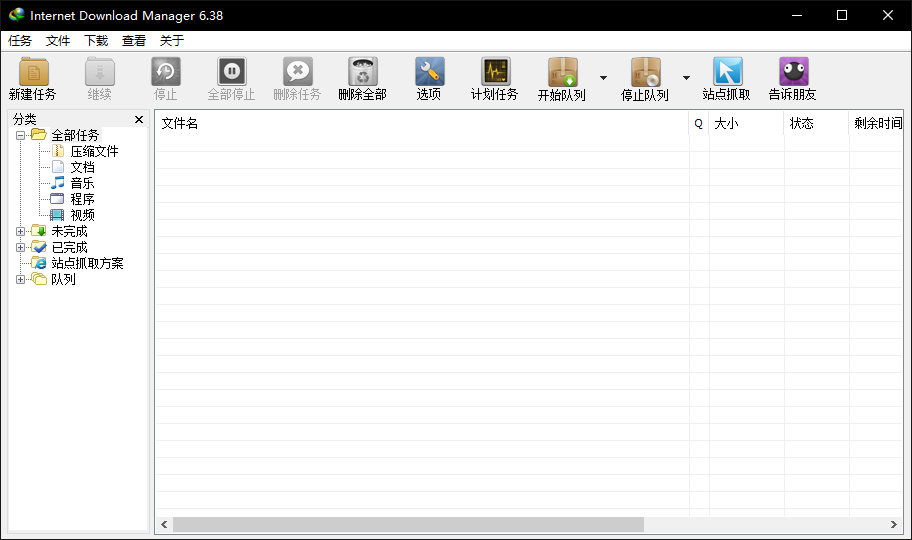 Internet Download Manager 6.38
任务 文件 下载 查看 关于
新建任务 继续 停止 全部停止 删除任务 删除全部 选项 计划任务 开始队列 停止队列 站点抓取 告诉朋友
分类
文件名 Q 大小 状态 剩余时间
全部任务
压缩文件
文档
音乐
程序
视频
未完成
已完成
站点抓取方案
队列